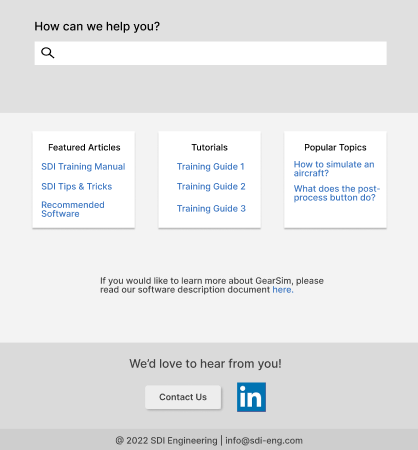 How can we help you?
Featured Articles
SDI Training Manual
SDI Tips & Tricks
Recommended
Software
Tutorials
Training Guide 1
Training Guide 2
Training Guide 3
Popular Topics
How to simulate an
aircraft?
What does the post-
process button do?
If you would like to learn more about GearSim, please
read our software description document here.
We'd love to hear from you!
Contact Us
in
@ 2022 SDI Engineering | info@sdi-eng.com